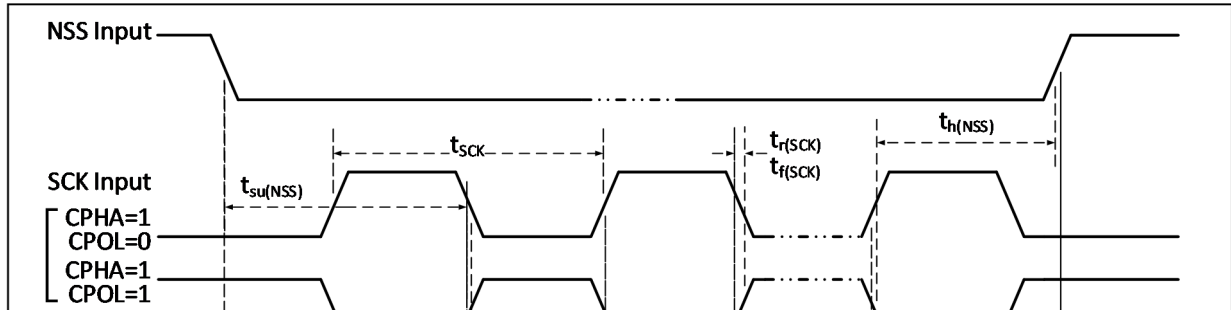 NSS Input
t_h(NSS)
t_SCK
t_r(SCK)
t_f(SCK)
SCK Input
t_su(NSS)
CPHA=1
CPOL=0
CPHA=1
CPOL=1